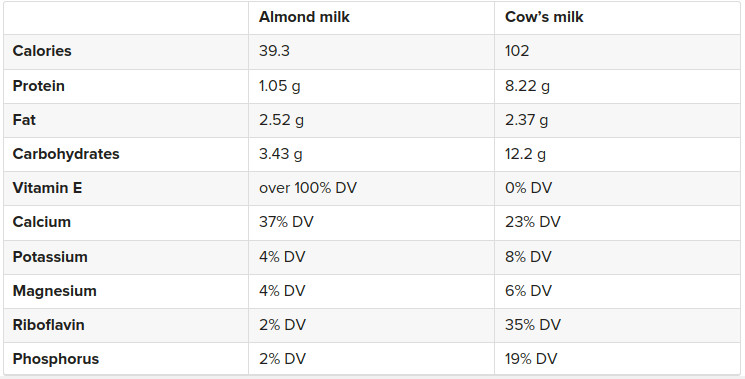 Almond milk Cow’s milk
Calories 39.3 102
Protein 1.05 g 8.22 g
Fat 2.52 g 2.37 g
Carbohydrates 3.43 g 12.2 g
Vitamin E over 100% DV 0% DV
Calcium 37% DV 23% DV
Potassium 4% DV 8% DV
Magnesium 4% DV 6% DV
Riboflavin 2% DV 35% DV
Phosphorus 2% DV 19% DV